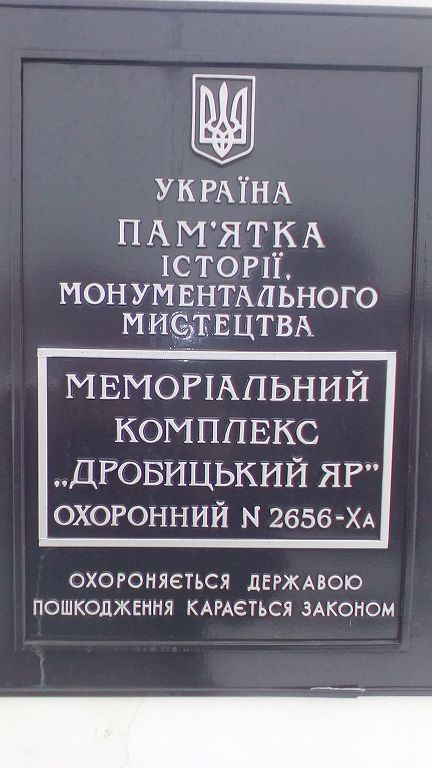 УКРАЇНА
ПАМ'ЯТКА
ІСТОРІЇ,
МОНУМЕНТАЛЬНОГО
МИСТЕЦТВА
МЕМОРІАЛЬНИЙ
КОМПЛЕКС
„ДРОБИЦЬКИЙ ЯР”
ОХОРОННИЙ N 2656-ХА
ОХОРОНЯЄТЬСЯ ДЕРЖАВОЮ
ПОШКОДЖЕННЯ КАРАЄТЬСЯ ЗАКОНОМ